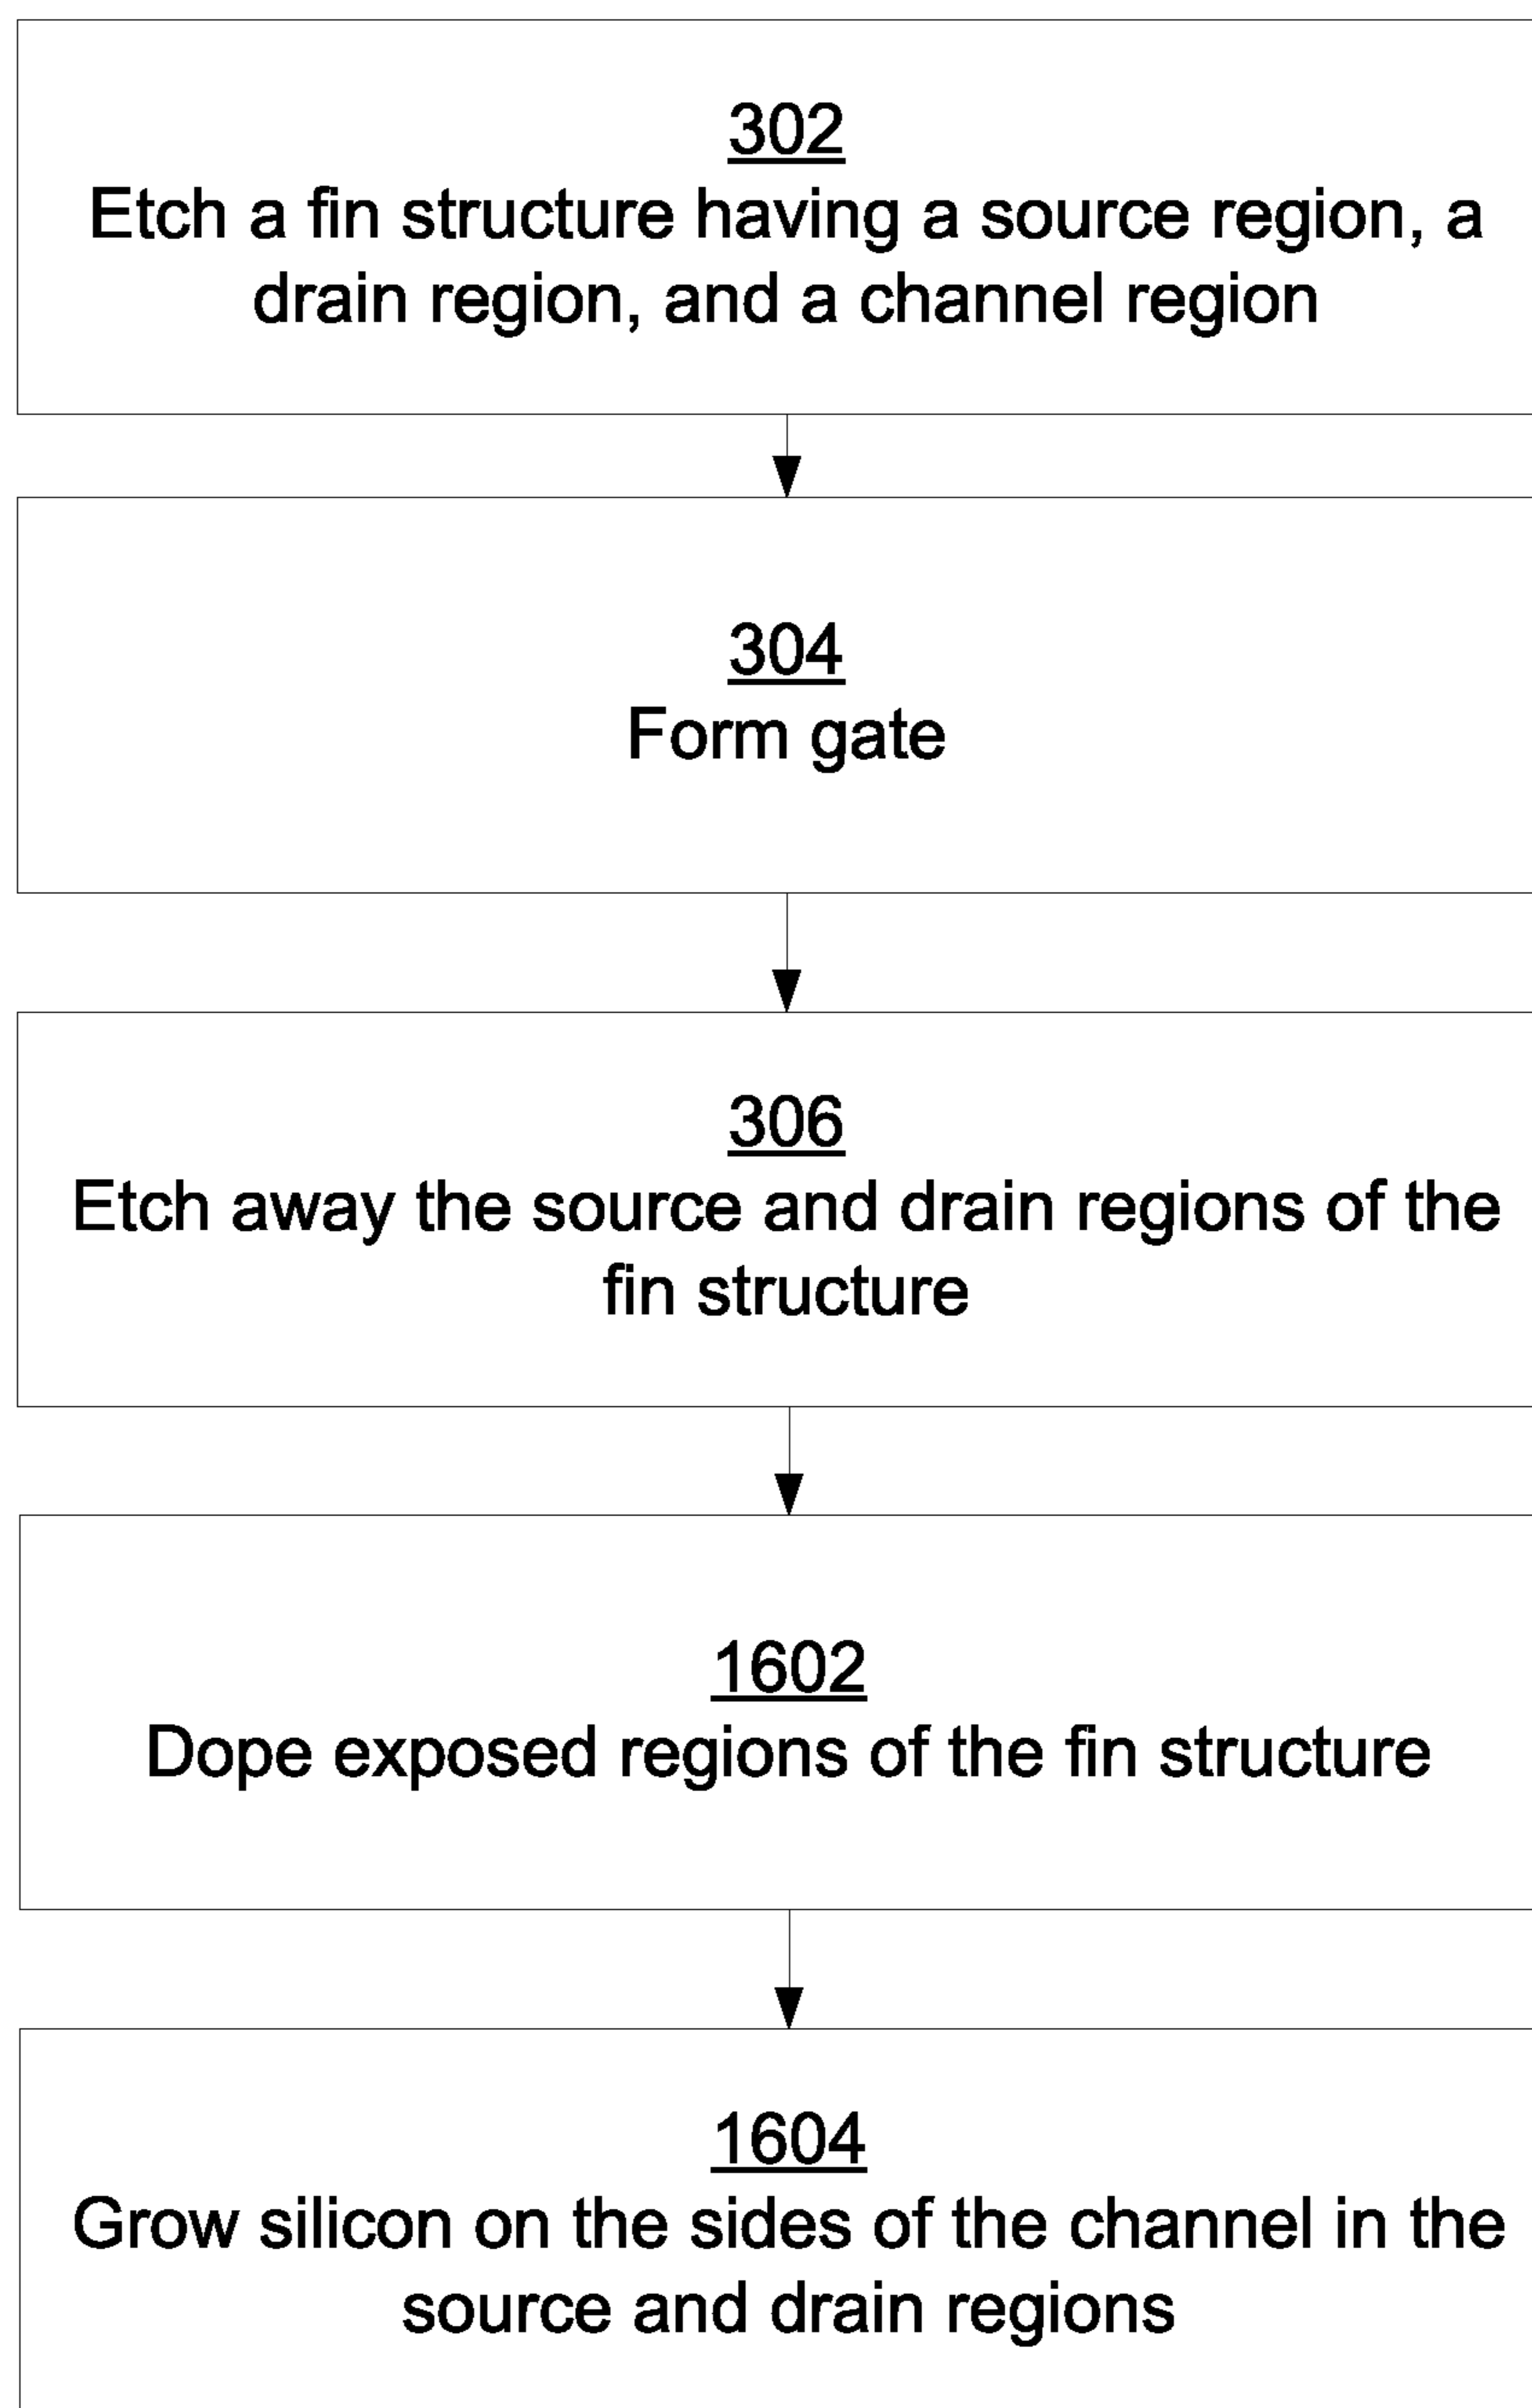 302
Etch a fin structure having a source region, a
drain region, and a channel region
304
Form gate
306
Etch away the source and drain regions of the
fin structure
1602
Dope exposed regions of the fin structure
1604
Grow silicon on the sides of the channel in the
source and drain regions